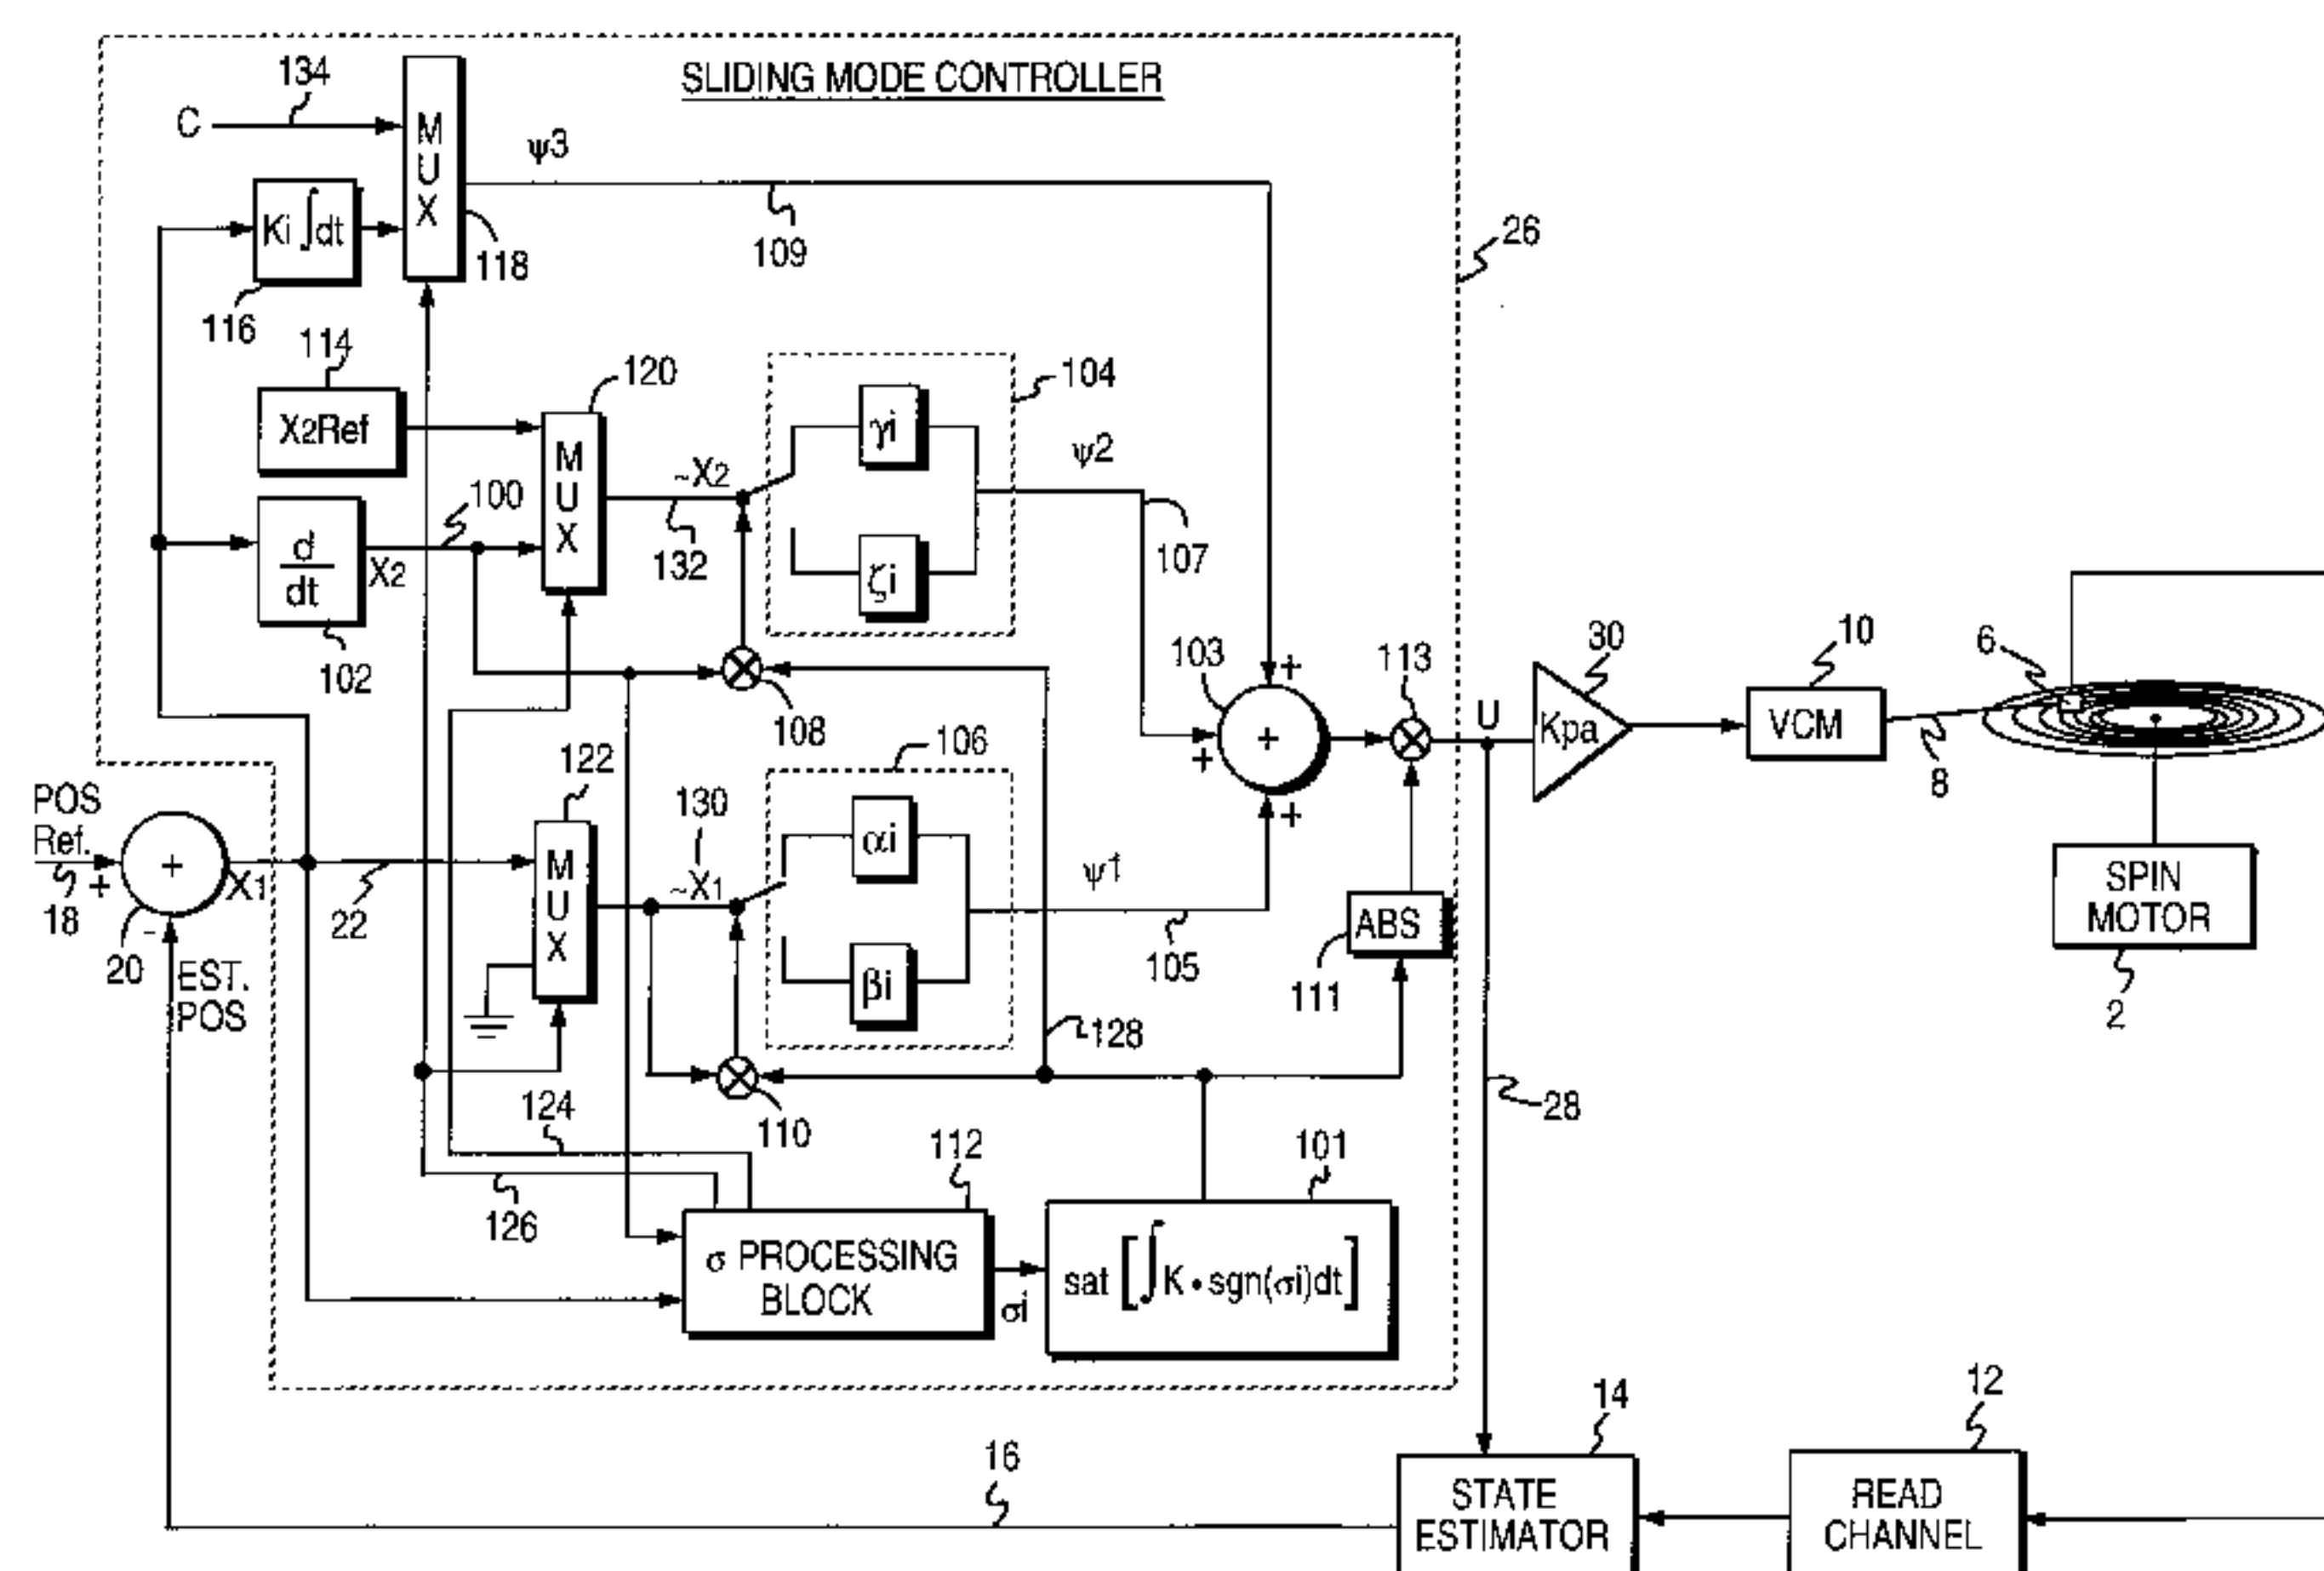 SLIDING MODE CONTROLLER
134
C
MUX
ψ3
109
26
Ki ∫dt
118
116
114
X2Ref
120
104
γi
ψ2
MUX
~X2
100
d/dt
X2
132
ζi
107
102
108
103
+
+
+
+
113
U
30
Kpa
10
VCM
6
8
122
106
POS
Ref.
18
+
+
X1
20
-
EST.
POS
22
MUX
130
~X1
αi
βi
ψ1
105
ABS
111
SPIN
MOTOR
2
128
28
124
110
112
101
126
σ PROCESSING
BLOCK
σi
sat [∫K • sgn(σi)dt]
16
14
12
STATE
ESTIMATOR
READ
CHANNEL